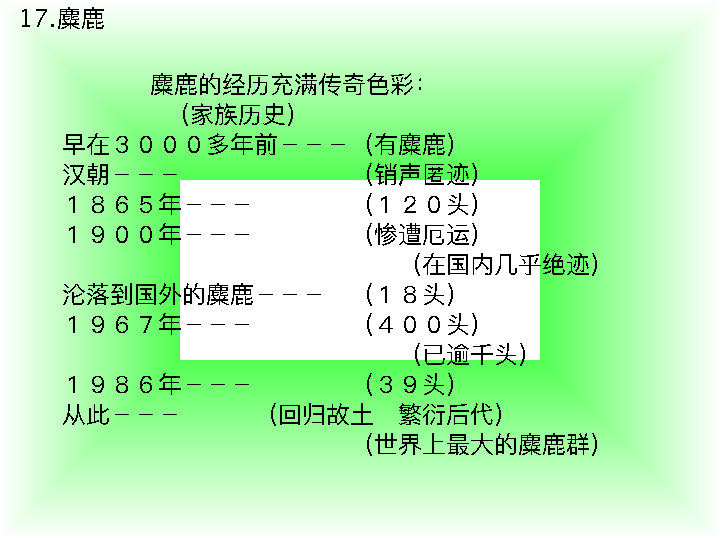 17.麋鹿
麋鹿的经历充满传奇色彩：
（家族历史）
早在３０００多年前－－－（有麋鹿）
汉朝－－－（销声匿迹）
１８６５年－－－（１２０头）
１９００年－－－（惨遭厄运）
（在国内几乎绝迹）
沦落到国外的麋鹿－－－（１８头）
１９６７年－－－（４００头）
（已逾千头）
１９８６年－－－（３９头）
从此－－－（回归故土　繁衍后代）
（世界上最大的麋鹿群）